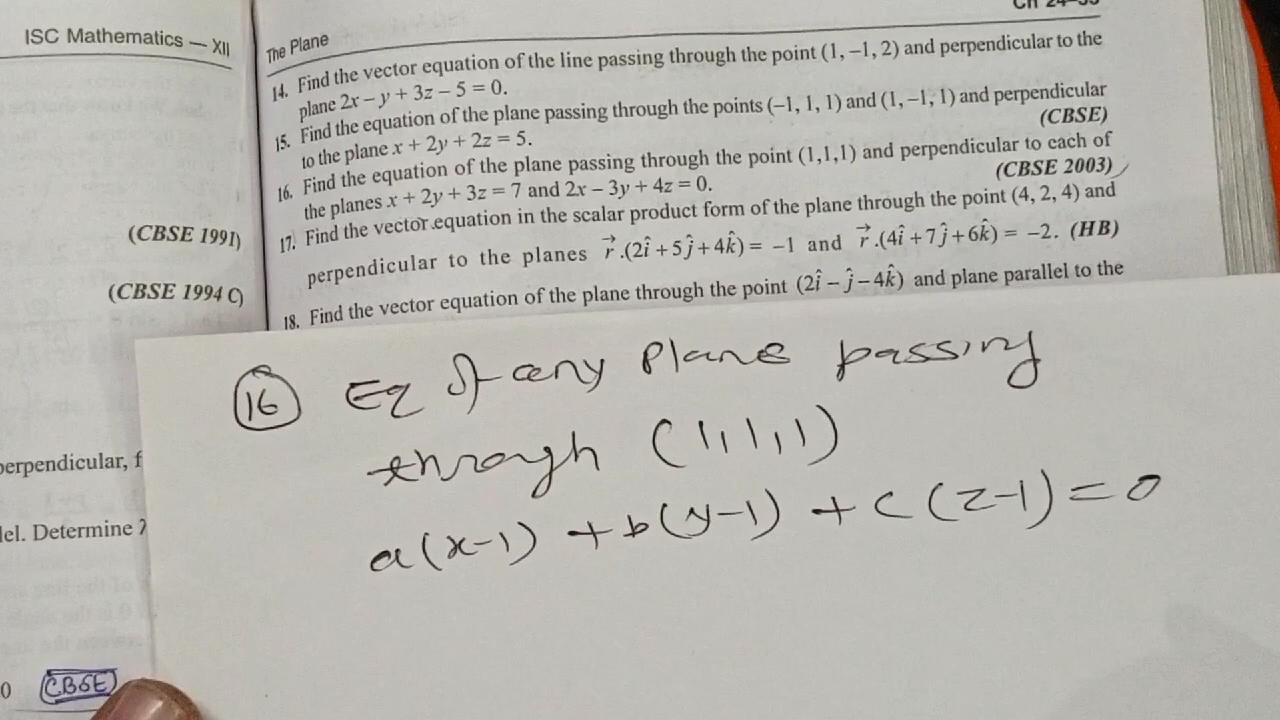 ISC Mathematics — XII
(CBSE 1991)
(CBSE 1994 C)
erpendicular, f
el. Determine λ
0 CBSE
The Plane
14. Find the vector equation of the line passing through the point (1, –1, 2) and perpendicular to the
plane 2x – y + 3z – 5 = 0.
15. Find the equation of the plane passing through the points (–1, 1, 1) and (1, –1, 1) and perpendicular
to the plane x + 2y + 2z = 5. (CBSE)
16. Find the equation of the plane passing through the point (1,1,1) and perpendicular to each of
the planes x + 2y + 3z = 7 and 2x – 3y + 4z = 0. (CBSE 2003)
17. Find the vector equation in the scalar product form of the plane through the point (4, 2, 4) and
perpendicular to the planes r⃗.(2î + 5ĵ + 4k̂) = –1 and r⃗.(4î + 7ĵ + 6k̂) = –2. (HB)
18. Find the vector equation of the plane through the point (2î – ĵ – 4k̂) and plane parallel to the
16 Eq of any Plane passing
through (1,1,1)
a(x-1) + b(y-1) + c(z-1) = 0